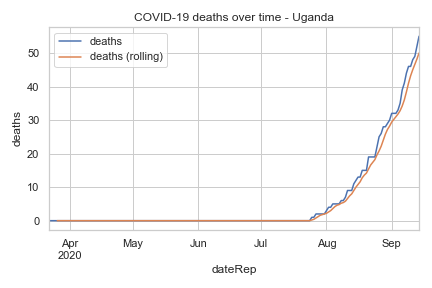 COVID-19 deaths over time - Uganda
deaths
deaths (rolling)
50
40
30
20
10
0
deaths
Apr
2020
May
Jun
Jul
Aug
Sep
dateRep